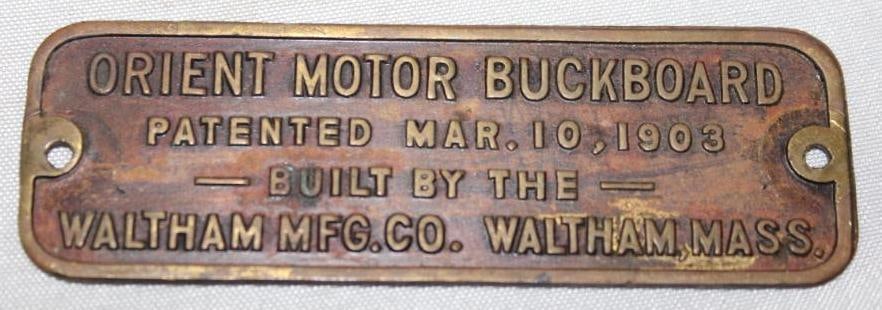 ORIENT MOTOR BUCKBOARD
PATENTED MAR. 10, 1903
— BUILT BY THE —
WALTHAM MFG. CO. WALTHAM, MASS.